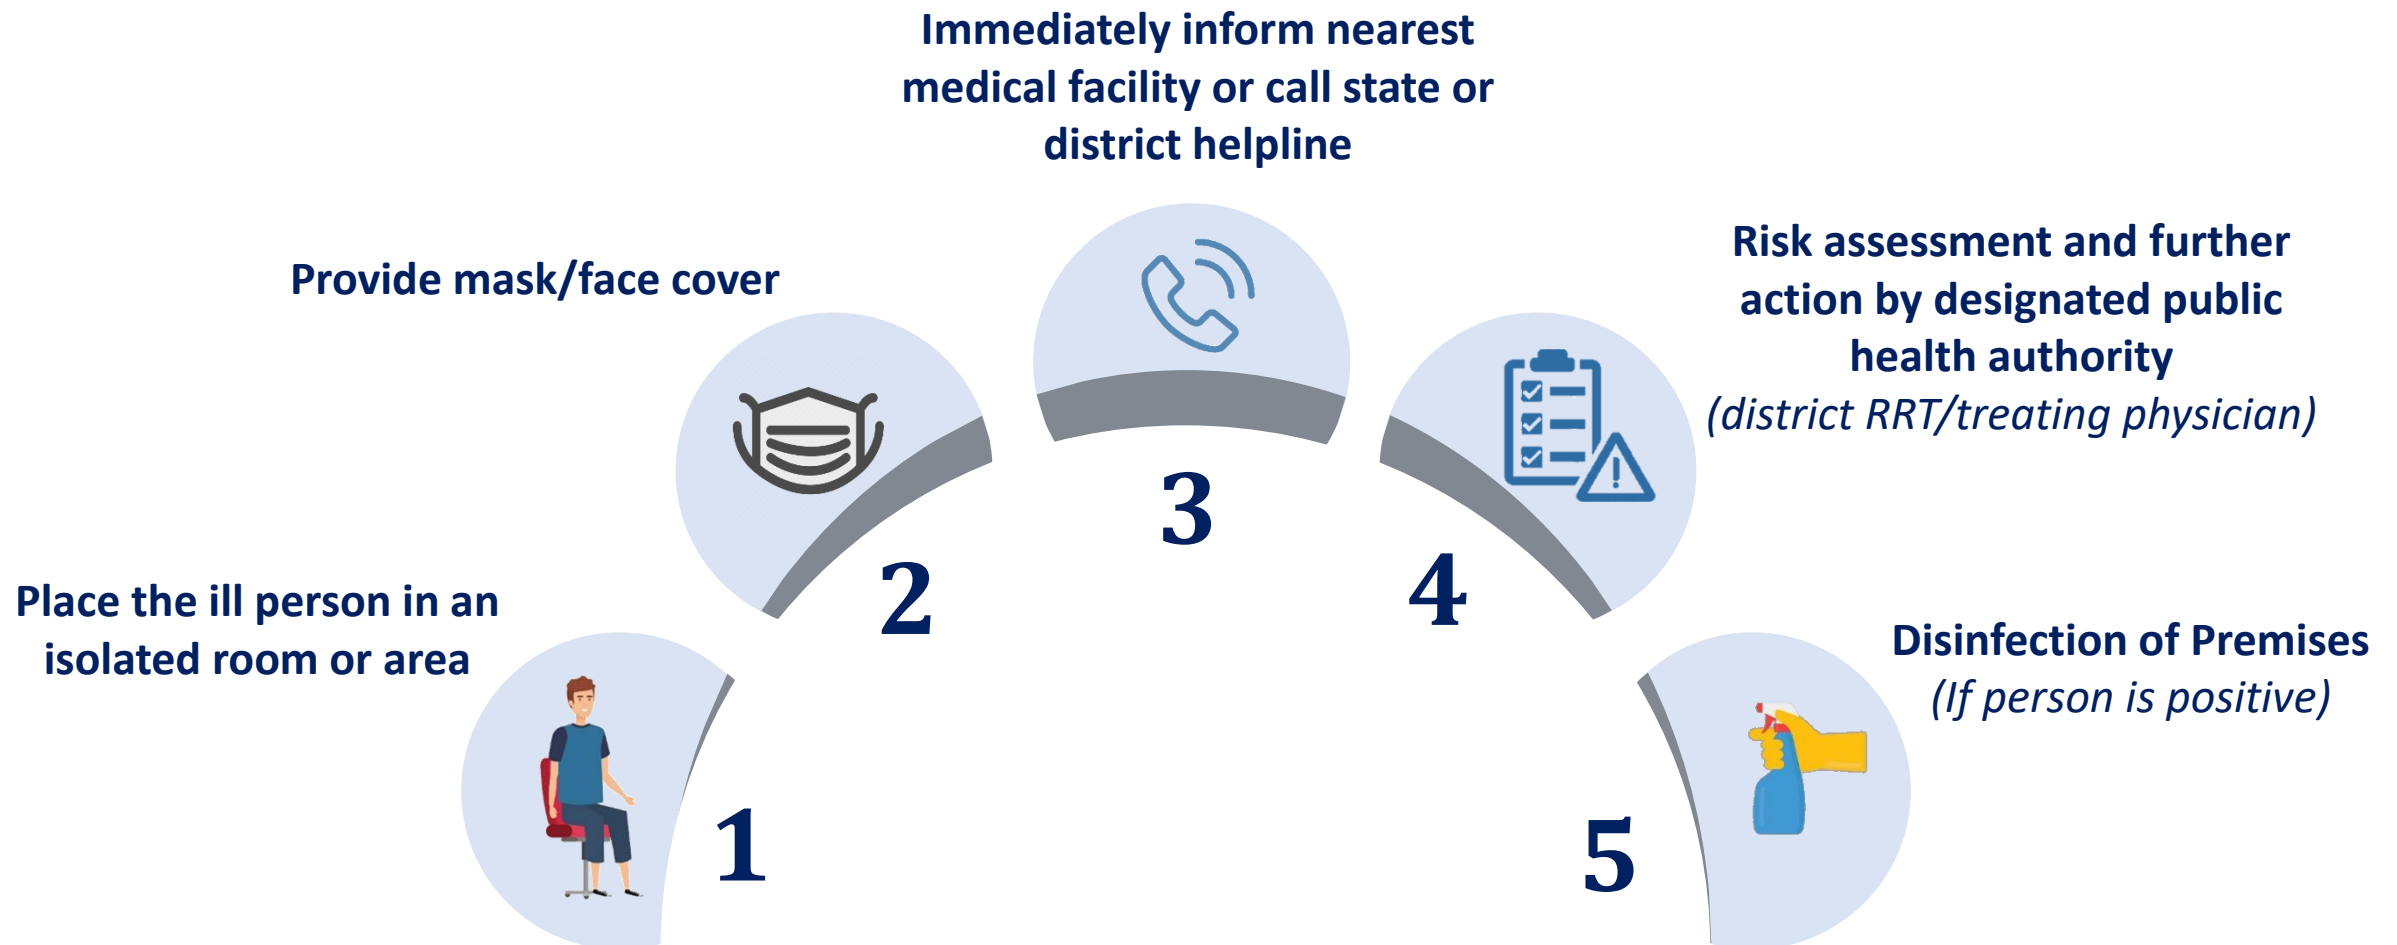 Place the ill person in an
isolated room or area
1
Provide mask/face cover
2
Immediately inform nearest
medical facility or call state or
district helpline
3
Risk assessment and further
action by designated public
health authority
(district RRT/treating physician)
4
Disinfection of Premises
(If person is positive)
5